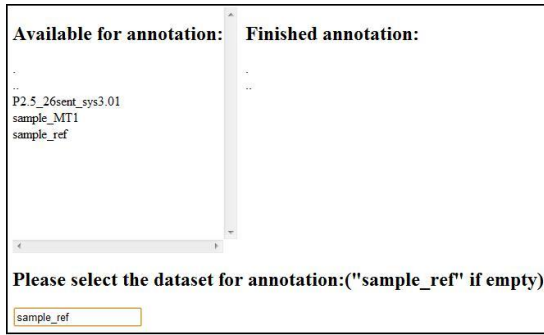 Available for annotation:
.
..
P2.5_26sent_sys3.01
sample_MT1
sample_ref
Finished annotation:
.
..
Please select the dataset for annotation:("sample_ref" if empty)
sample_ref